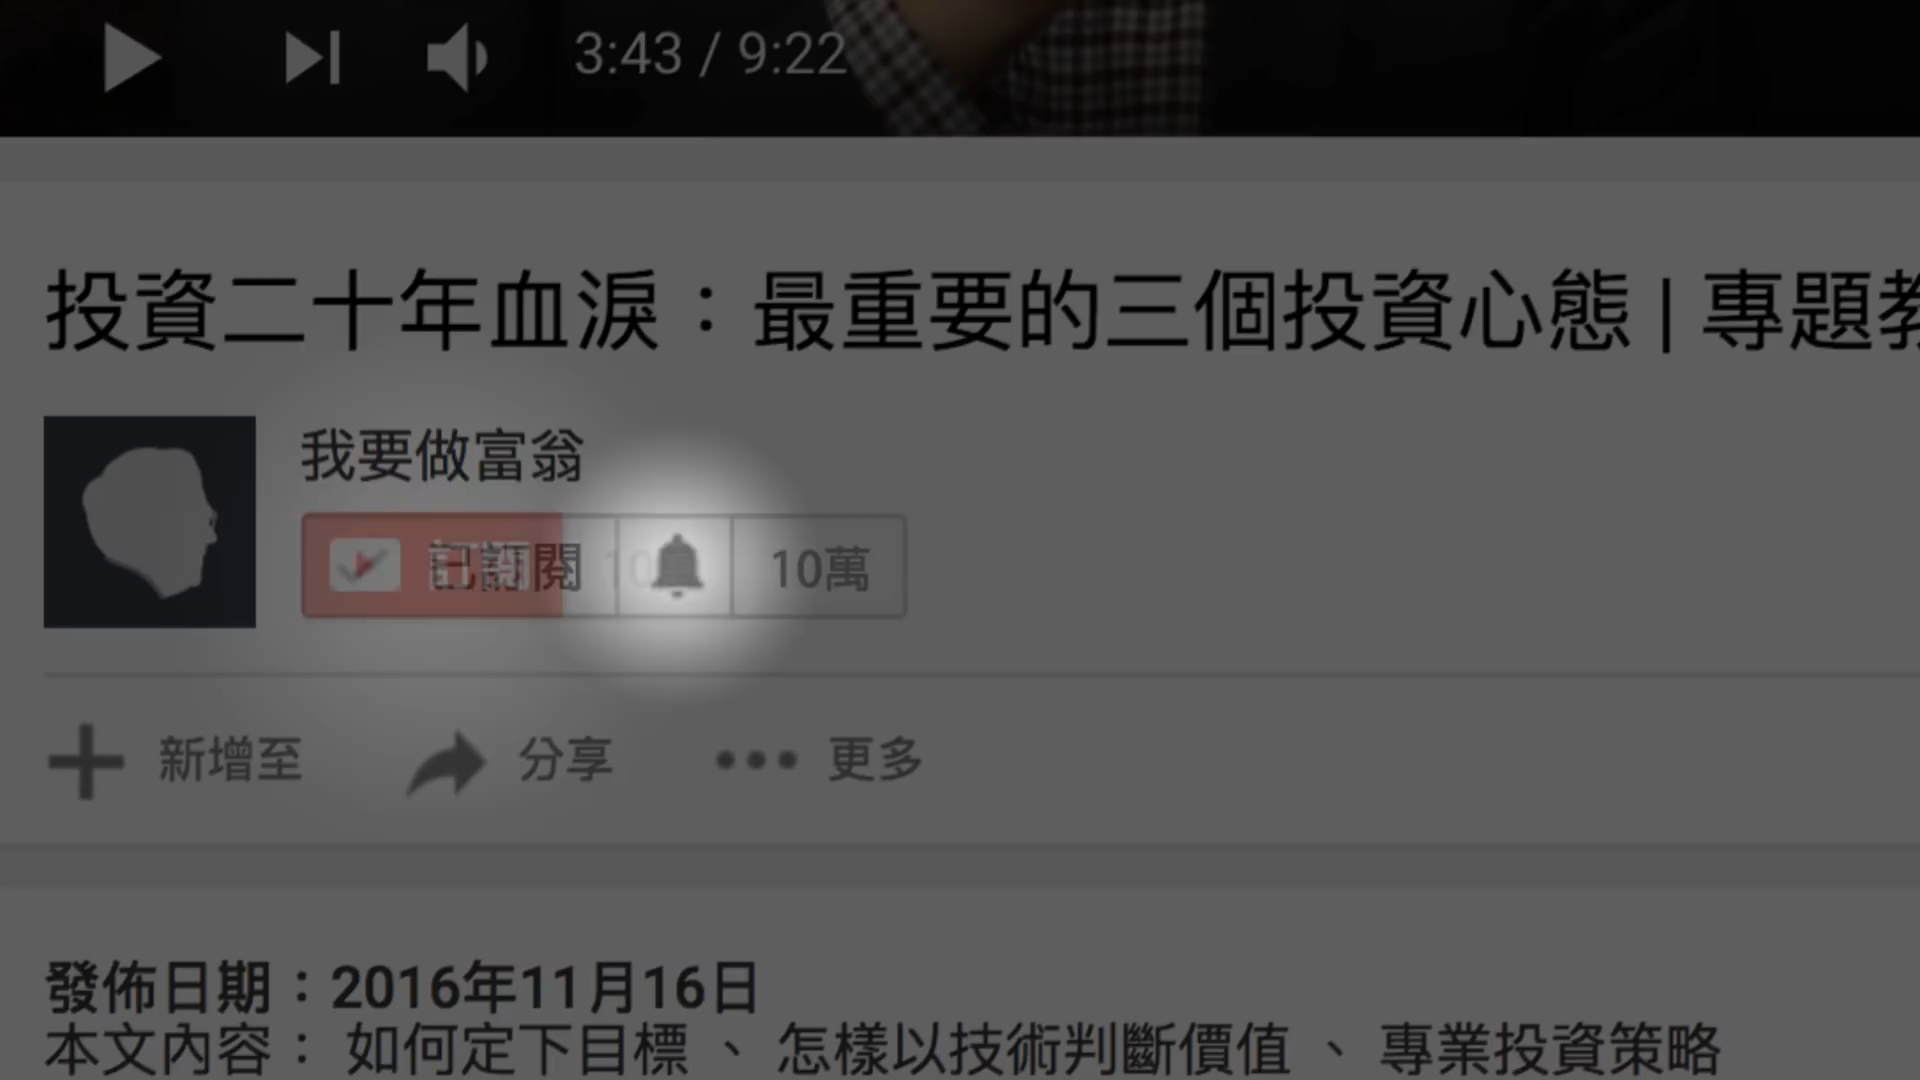 3:43 / 9:22
投資二十年血淚：最重要的三個投資心態 | 專題
我要做富翁
已訂閱 10萬
新增至 分享 更多
發佈日期：2016年11月16日
本文內容： 如何定下目標 、 怎樣以技術判斷價值 、 專業投資策略